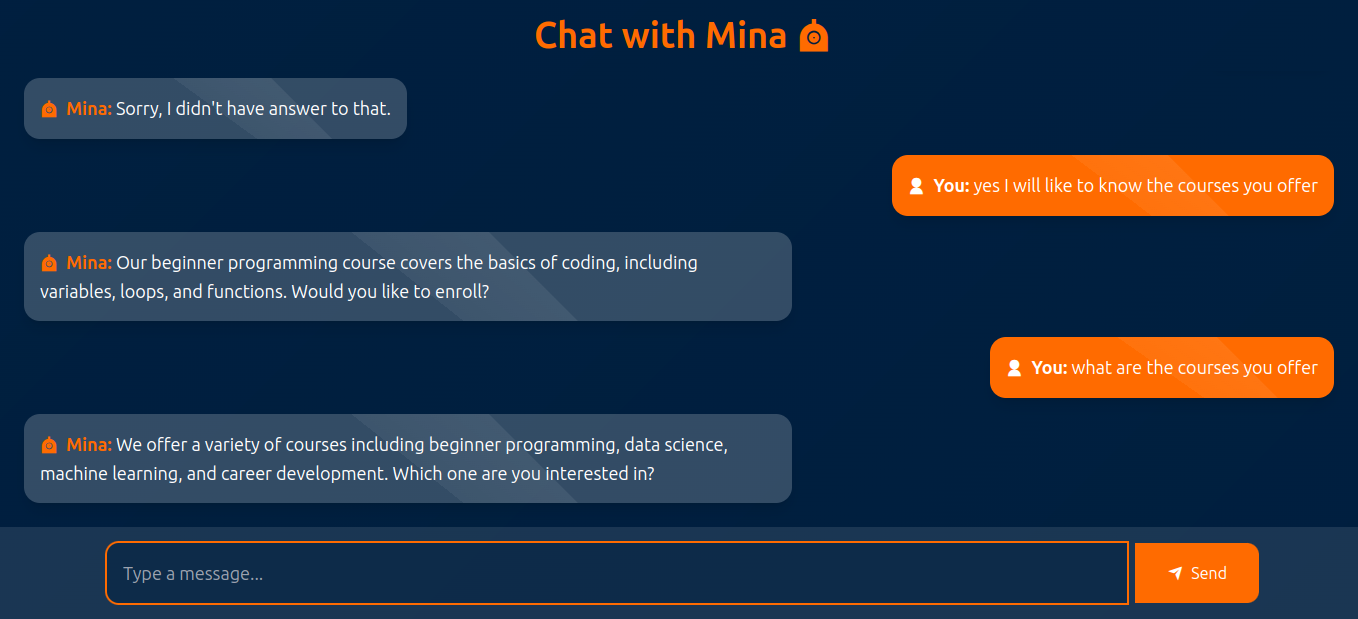 Chat with Mina
Mina: Sorry, I didn't have answer to that.
You: yes I will like to know the courses you offer
Mina: Our beginner programming course covers the basics of coding, including
variables, loops, and functions. Would you like to enroll?
You: what are the courses you offer
Mina: We offer a variety of courses including beginner programming, data science,
machine learning, and career development. Which one are you interested in?
Type a message...
Send